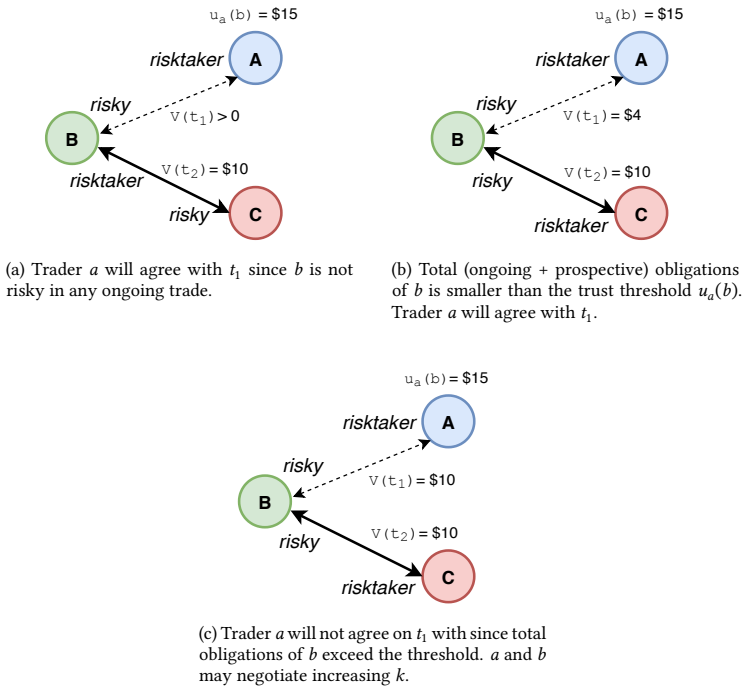 uₐ(b) = $15
risktaker A
risky
V(t₁) > 0
B
V(t₂) = $10
risktaker
risky C
(a) Trader a will agree with t₁ since b is not
risky in any ongoing trade.
uₐ(b) = $15
risktaker A
risky
V(t₁) = $4
B
V(t₂) = $10
risky
risktaker C
(b) Total (ongoing + prospective) obligations
of b is smaller than the trust threshold uₐ(b).
Trader a will agree with t₁.
uₐ(b) = $15
risktaker A
risky
V(t₁) = $10
B
V(t₂) = $10
risky
risktaker C
(c) Trader a will not agree on t₁ with since total
obligations of b exceed the threshold. a and b
may negotiate increasing k.